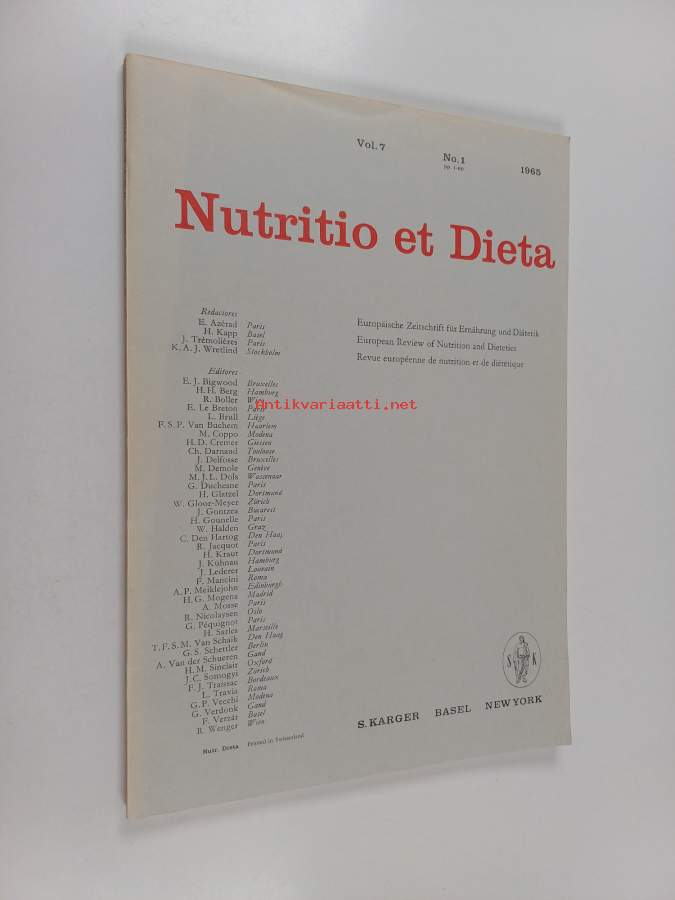 Vol. 7 No. 1 1965
Nutritio et Dieta
Redactores
E. Azérad Paris
H. Kapp Basel
J. Trémolières Paris
K. A. J. Wretlind Stockholm
Europäische Zeitschrift für Ernährung und Diätetik
European Review of Nutrition and Dietetics
Revue européenne de nutrition et de diététique
Editores
E. J. Bigwood Bruxelles
H. H. Berg Hamburg
R. Boller Wien
E. Le Breton Paris
Antikvariaatti.net
L. Brull Liège
F. S. P. Van Buchem Haarlem
M. Coppo Modena
H. D. Cremer Giessen
Ch. Darnaud Toulouse
J. Delfosse Bruxelles
M. Demole Genève
M. J. L. Dols Wassenaar
G. Duchesne Paris
H. Glatzel Dortmund
W. Gloor-Meyer Zürich
J. Gontzea Bucarest
H. Gounelle Paris
W. Halden Graz
C. Den Hartog Den Haag
R. Jacquot Paris
H. Kraut Dortmund
J. Kühnau Hamburg
J. Lederer Louvain
F. Mancini Roma
A. P. Meiklejohn Edinburgh
H. G. Mogena Madrid
A. Mosse Paris
R. Nicolaysen Oslo
G. Péquignot Paris
H. Sarles Marseille
T. F. S. M. Van Schaik Den Haag
G. S. Schettler Berlin
A. Van der Schueren Gand
H. M. Sinclair Oxford
J. C. Somogyi Zürich
F. J. Traissac Bordeaux
L. Travia Roma
G. P. Vecchi Modena
G. Verdonk Gand
F. Verzár Basel
R. Wenger Wien
S K
S. KARGER BASEL NEW YORK
Nutr. Dieta Printed in Switzerland